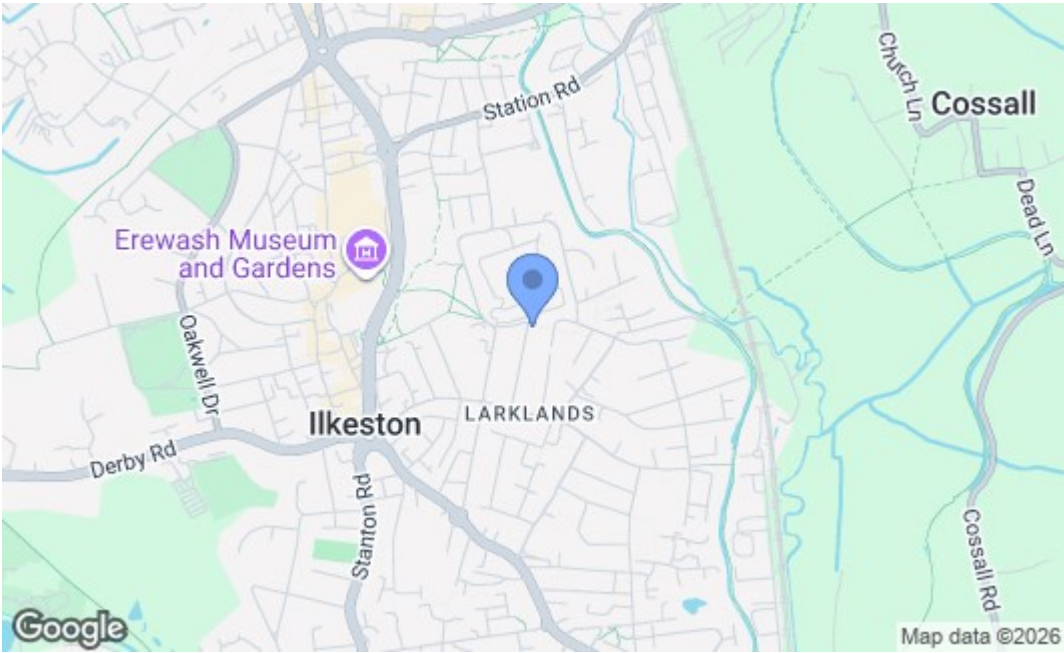 Church Ln
Cossall
Station Rd
Dead Ln
Erewash Museum
and Gardens
Oakwell Dr
LARKLANDS
Ilkeston
Derby Rd
Stanton Rd
Cossall Rd
Google
Map data ©2026